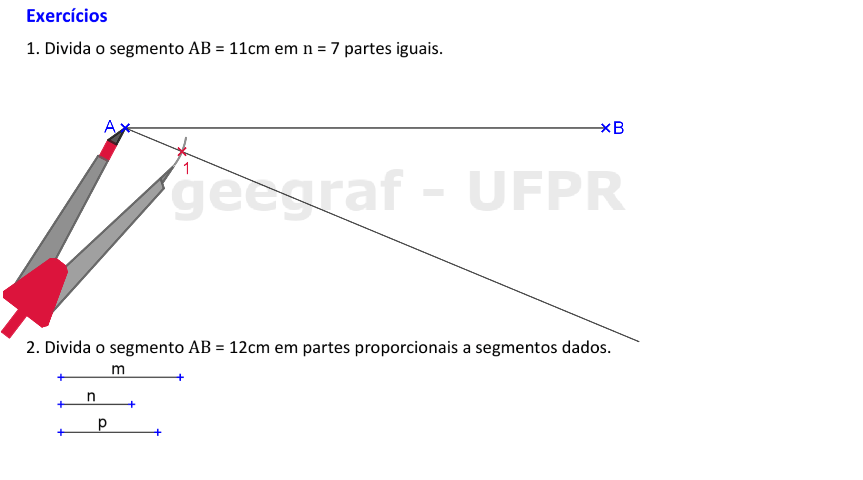 Exercícios
1. Divida o segmento AB = 11cm em n = 7 partes iguais.
A
B
1
geegraf - UFPR
2. Divida o segmento AB = 12cm em partes proporcionais a segmentos dados.
m
n
p